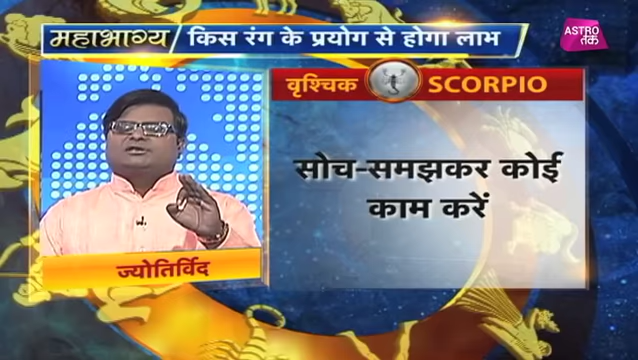 महाभाग्य किस रंग के प्रयोग से होगा लाभ
ASTRO
तक
वृश्चिक SCORPIO
सोच-समझकर कोई
काम करें
ज्योतिर्विद